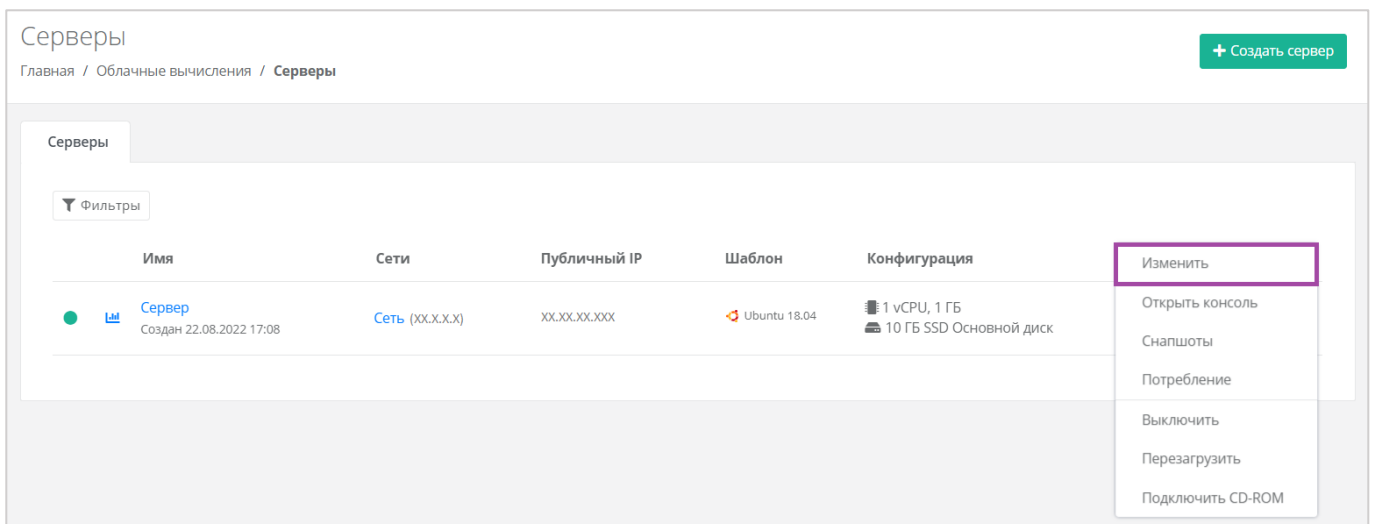 Серверы
+ Создать сервер
Главная / Облачные вычисления / Серверы
Серверы
Фильтры
Имя Сети Публичный IP Шаблон Конфигурация
Сервер
Создан 22.08.2022 17:08
Сеть (XX.X.X.X)
XX.XX.XX.XXX
Ubuntu 18.04
1 vCPU, 1 ГБ
10 ГБ SSD Основной диск
Изменить
Открыть консоль
Снапшоты
Потребление
Выключить
Перезагрузить
Подключить CD-ROM